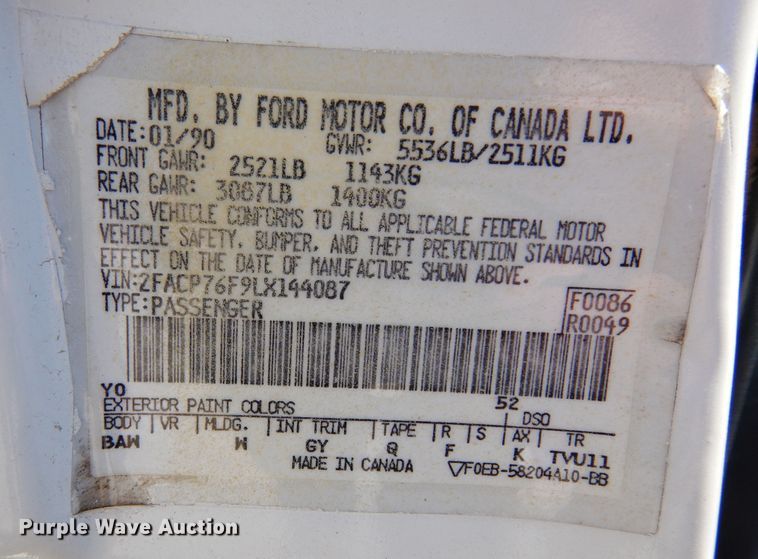 MFD. BY FORD MOTOR CO. OF CANADA LTD.
DATE: 01/90 GVWR: 5536LB/2511KG
FRONT GAWR: 2521LB 1143KG
REAR GAWR: 3087LB 1400KG
THIS VEHICLE CONFORMS TO ALL APPLICABLE FEDERAL MOTOR
VEHICLE SAFETY, BUMPER, AND THEFT PREVENTION STANDARDS IN
EFFECT ON THE DATE OF MANUFACTURE SHOWN ABOVE.
VIN:2FACP76F9LX144087
TYPE:PASSENGER
F0086
R0049
YO 52
EXTERIOR PAINT COLORS DSO
BODY VR MLDG. INT TRIM TAPE R S AX TR
BAW W GY Q F K TVU11
MADE IN CANADA F0EB-58204A10-BB
Purple Wave Auction